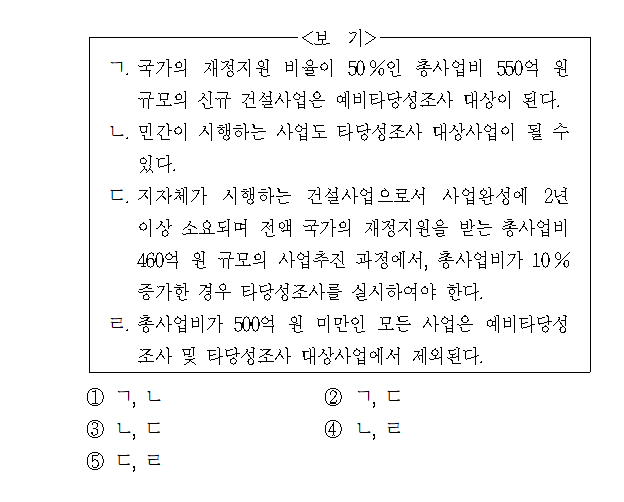 <보 기>
ㄱ. 국가의 재정지원 비율이 50%인 총사업비 550억 원
규모의 신규 건설사업은 예비타당성조사 대상이 된다.
ㄴ. 민간이 시행하는 사업도 타당성조사 대상사업이 될 수
있다.
ㄷ. 지자체가 시행하는 건설사업으로서 사업완성에 2년
이상 소요되며 전액 국가의 재정지원을 받는 총사업비
460억 원 규모의 사업추진 과정에서, 총사업비가 10%
증가한 경우 타당성조사를 실시하여야 한다.
ㄹ. 총사업비가 500억 원 미만인 모든 사업은 예비타당성
조사 및 타당성조사 대상사업에서 제외된다.
① ㄱ, ㄴ ② ㄱ, ㄷ
③ ㄴ, ㄷ ④ ㄴ, ㄹ
⑤ ㄷ, ㄹ